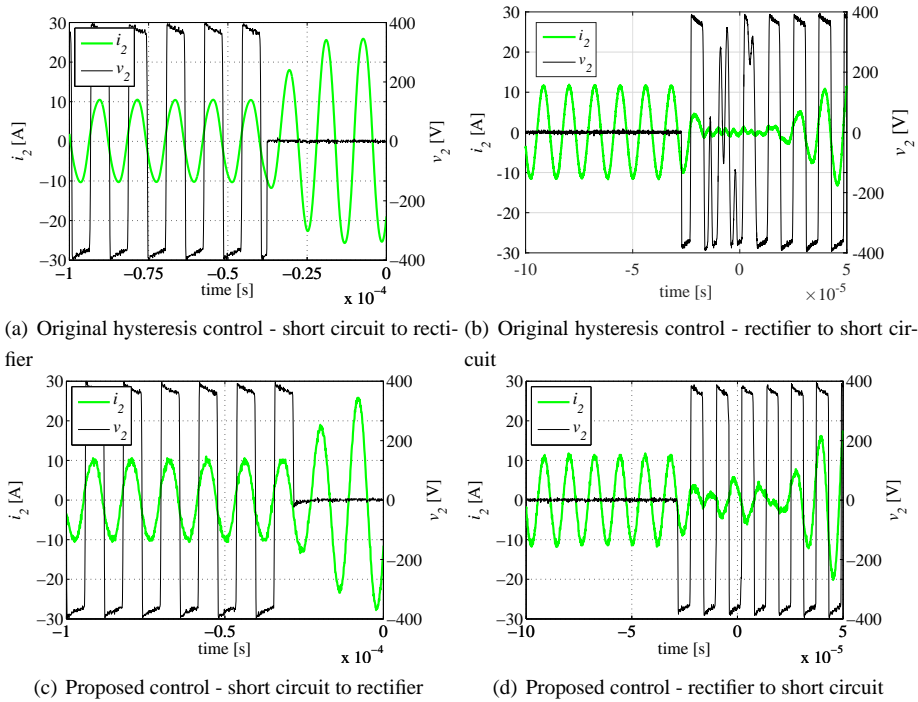 30
20
10
0
−10
−20
−30
i2 [A]
400
200
0
−200
−400
v2 [V]
i2
v2
−1
−0.75
−0.5
−0.25
0
time [s]
x 10−4
30
20
10
0
-10
-20
-30
i2 [A]
400
200
0
-200
-400
v2 [V]
i2
v2
-10
-5
0
5
time [s]
×10-5
(a) Original hysteresis control - short circuit to recti-
fier
(b) Original hysteresis control - rectifier to short cir-
cuit
30
20
10
0
−10
−20
−30
i2 [A]
400
200
0
−200
−400
v2 [V]
i2
v2
−1
−0.5
0
time [s]
x 10−4
30
20
10
0
−10
−20
−30
i2 [A]
400
200
0
−200
−400
v2 [V]
i2
v2
−10
−5
0
5
time [s]
x 10−5
(c) Proposed control - short circuit to rectifier
(d) Proposed control - rectifier to short circuit